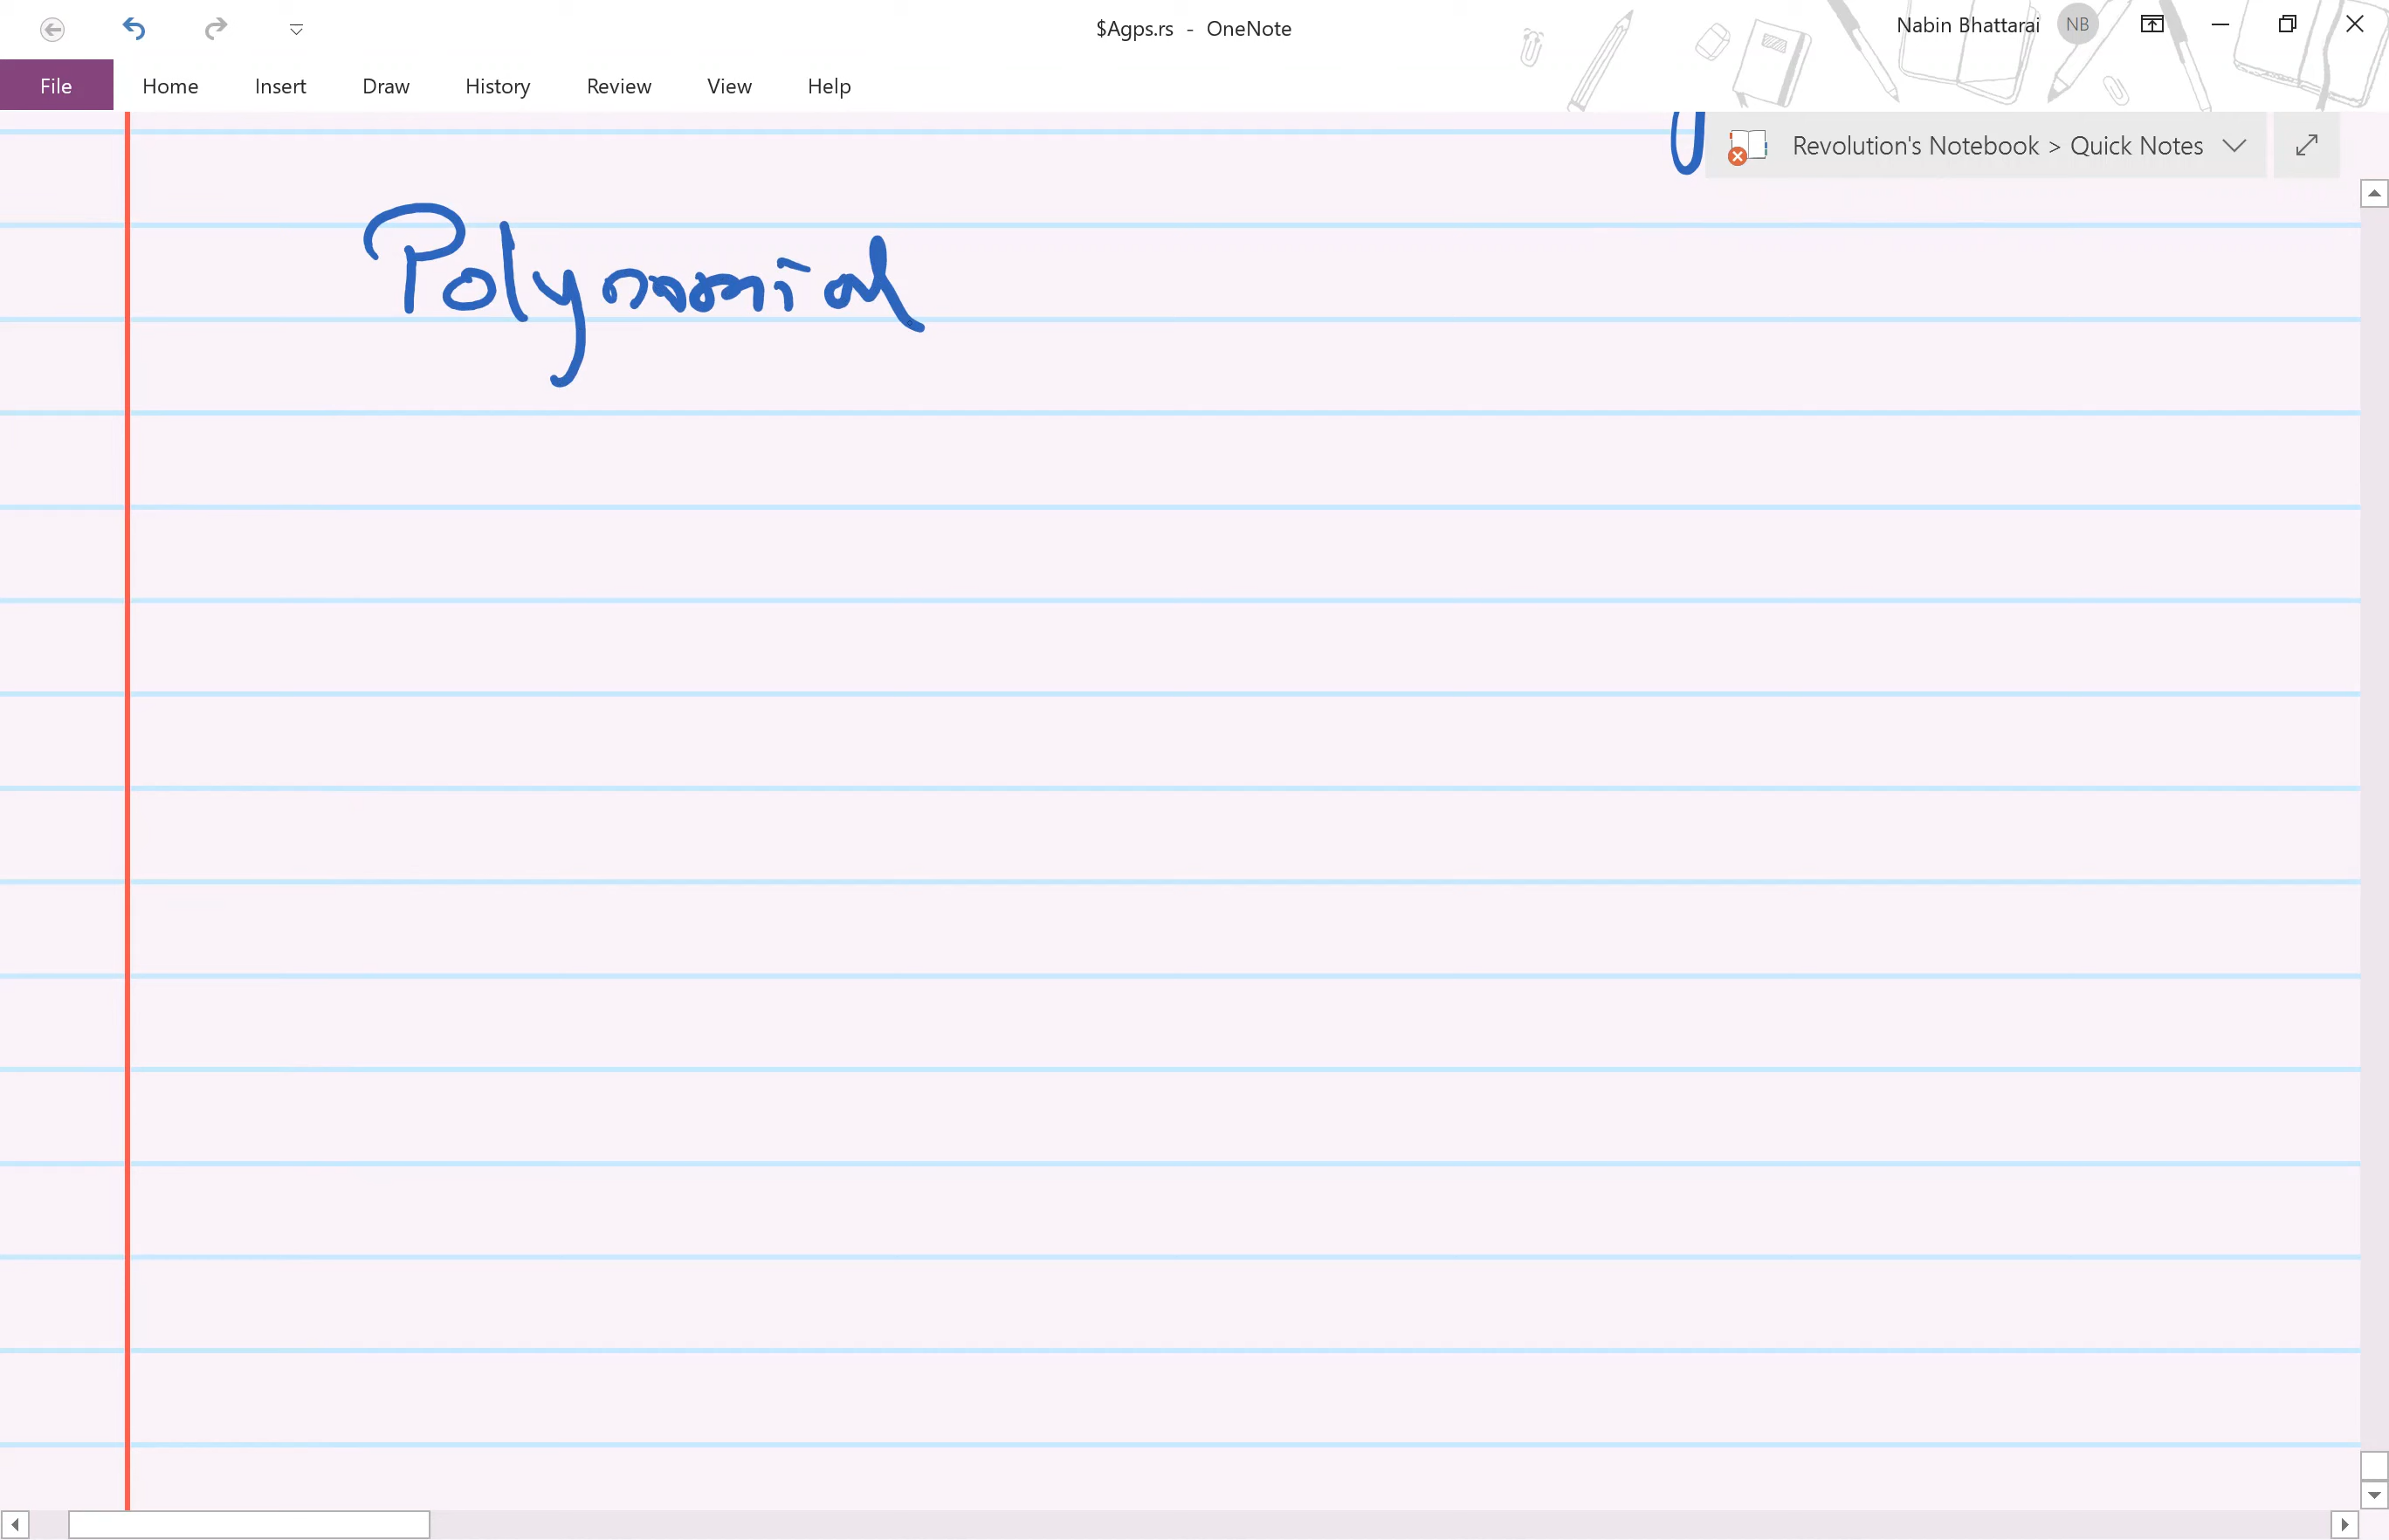 $Agps.rs - OneNote
Nabin Bhattarai NB
File Home Insert Draw History Review View Help
Revolution's Notebook > Quick Notes
Polynomial